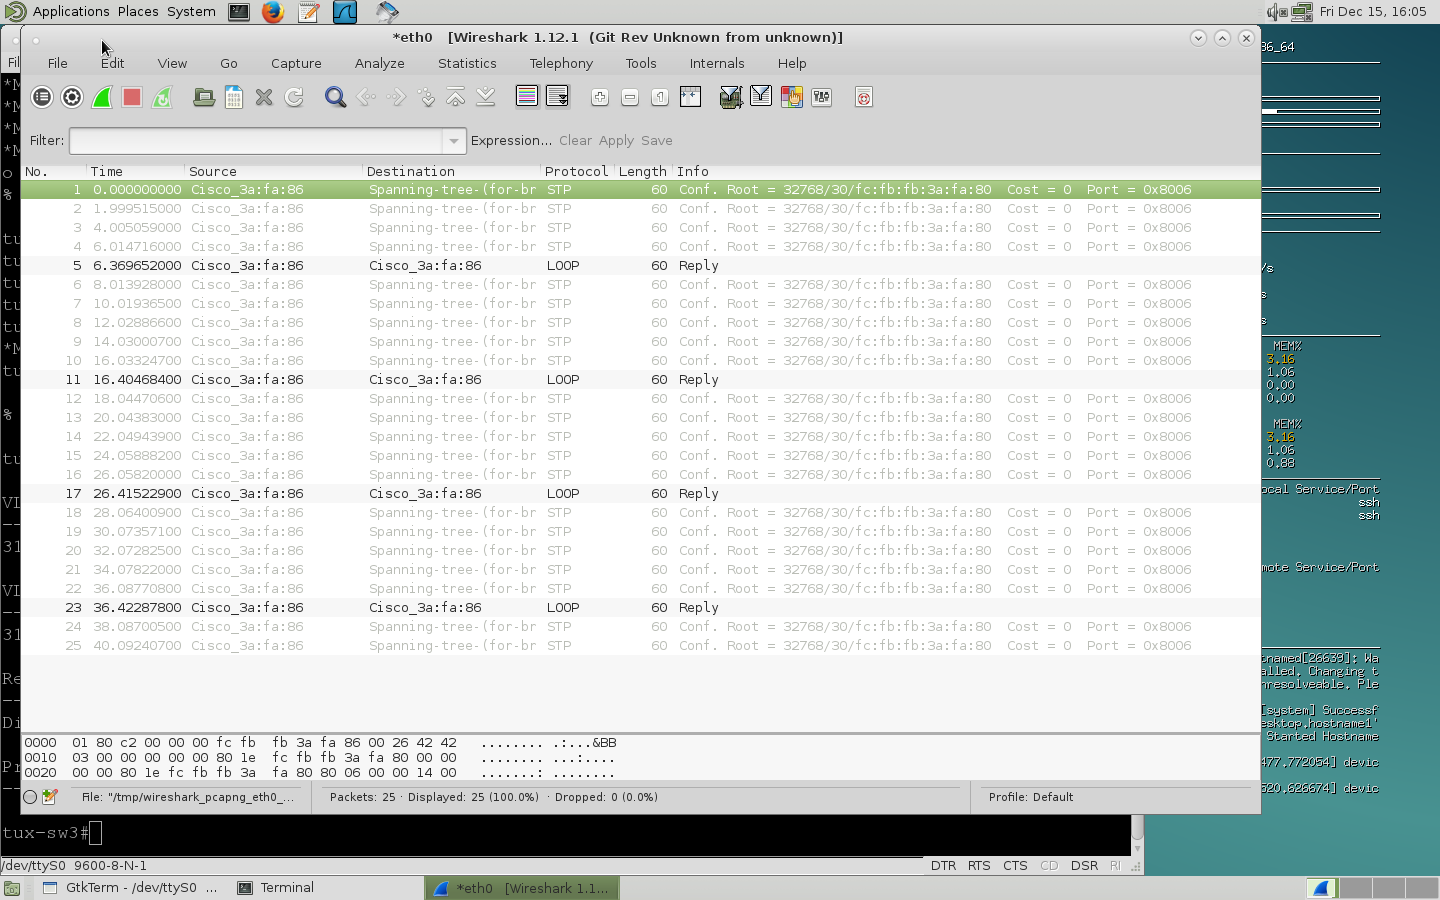 Applications Places System Fri Dec 15, 16:05
*eth0 [Wireshark 1.12.1 (Git Rev Unknown from unknown)]
File Edit View Go Capture Analyze Statistics Telephony Tools Internals Help
Filter: Expression... Clear Apply Save
No. Time Source Destination Protocol Length Info
1 0.000000000 Cisco_3a:fa:86 Spanning-tree-(for-br STP 60 Conf. Root = 32768/30/fc:fb:fb:3a:fa:80 Cost = 0 Port = 0x8006
2 1.999515000 Cisco_3a:fa:86 Spanning-tree-(for-br STP 60 Conf. Root = 32768/30/fc:fb:fb:3a:fa:80 Cost = 0 Port = 0x8006
3 4.005059000 Cisco_3a:fa:86 Spanning-tree-(for-br STP 60 Conf. Root = 32768/30/fc:fb:fb:3a:fa:80 Cost = 0 Port = 0x8006
4 6.014716000 Cisco_3a:fa:86 Spanning-tree-(for-br STP 60 Conf. Root = 32768/30/fc:fb:fb:3a:fa:80 Cost = 0 Port = 0x8006
5 6.369652000 Cisco_3a:fa:86 Cisco_3a:fa:86 LOOP 60 Reply
6 8.013928000 Cisco_3a:fa:86 Spanning-tree-(for-br STP 60 Conf. Root = 32768/30/fc:fb:fb:3a:fa:80 Cost = 0 Port = 0x8006
7 10.01936500 Cisco_3a:fa:86 Spanning-tree-(for-br STP 60 Conf. Root = 32768/30/fc:fb:fb:3a:fa:80 Cost = 0 Port = 0x8006
8 12.02886600 Cisco_3a:fa:86 Spanning-tree-(for-br STP 60 Conf. Root = 32768/30/fc:fb:fb:3a:fa:80 Cost = 0 Port = 0x8006
9 14.03000700 Cisco_3a:fa:86 Spanning-tree-(for-br STP 60 Conf. Root = 32768/30/fc:fb:fb:3a:fa:80 Cost = 0 Port = 0x8006
10 16.03324700 Cisco_3a:fa:86 Spanning-tree-(for-br STP 60 Conf. Root = 32768/30/fc:fb:fb:3a:fa:80 Cost = 0 Port = 0x8006
11 16.40468400 Cisco_3a:fa:86 Cisco_3a:fa:86 LOOP 60 Reply
12 18.04470600 Cisco_3a:fa:86 Spanning-tree-(for-br STP 60 Conf. Root = 32768/30/fc:fb:fb:3a:fa:80 Cost = 0 Port = 0x8006
13 20.04383000 Cisco_3a:fa:86 Spanning-tree-(for-br STP 60 Conf. Root = 32768/30/fc:fb:fb:3a:fa:80 Cost = 0 Port = 0x8006
14 22.04943900 Cisco_3a:fa:86 Spanning-tree-(for-br STP 60 Conf. Root = 32768/30/fc:fb:fb:3a:fa:80 Cost = 0 Port = 0x8006
15 24.05888200 Cisco_3a:fa:86 Spanning-tree-(for-br STP 60 Conf. Root = 32768/30/fc:fb:fb:3a:fa:80 Cost = 0 Port = 0x8006
16 26.05820000 Cisco_3a:fa:86 Spanning-tree-(for-br STP 60 Conf. Root = 32768/30/fc:fb:fb:3a:fa:80 Cost = 0 Port = 0x8006
17 26.41522900 Cisco_3a:fa:86 Cisco_3a:fa:86 LOOP 60 Reply
18 28.06400900 Cisco_3a:fa:86 Spanning-tree-(for-br STP 60 Conf. Root = 32768/30/fc:fb:fb:3a:fa:80 Cost = 0 Port = 0x8006
19 30.07357100 Cisco_3a:fa:86 Spanning-tree-(for-br STP 60 Conf. Root = 32768/30/fc:fb:fb:3a:fa:80 Cost = 0 Port = 0x8006
20 32.07282500 Cisco_3a:fa:86 Spanning-tree-(for-br STP 60 Conf. Root = 32768/30/fc:fb:fb:3a:fa:80 Cost = 0 Port = 0x8006
21 34.07822000 Cisco_3a:fa:86 Spanning-tree-(for-br STP 60 Conf. Root = 32768/30/fc:fb:fb:3a:fa:80 Cost = 0 Port = 0x8006
22 36.08770800 Cisco_3a:fa:86 Spanning-tree-(for-br STP 60 Conf. Root = 32768/30/fc:fb:fb:3a:fa:80 Cost = 0 Port = 0x8006
23 36.42287800 Cisco_3a:fa:86 Cisco_3a:fa:86 LOOP 60 Reply
24 38.08700500 Cisco_3a:fa:86 Spanning-tree-(for-br STP 60 Conf. Root = 32768/30/fc:fb:fb:3a:fa:80 Cost = 0 Port = 0x8006
25 40.09240700 Cisco_3a:fa:86 Spanning-tree-(for-br STP 60 Conf. Root = 32768/30/fc:fb:fb:3a:fa:80 Cost = 0 Port = 0x8006
0000 01 80 c2 00 00 00 fc fb fb 3a fa 86 00 26 42 42 ........ .:...&BB
0010 03 00 00 00 00 00 80 1e fc fb fb 3a fa 80 00 00 ........ ...:....
0020 00 00 80 1e fc fb fb 3a fa 80 80 06 00 00 14 00 .......: ........
File: "/tmp/wireshark_pcapng_eth0_... Packets: 25 · Displayed: 25 (100.0%) · Dropped: 0 (0.0%) Profile: Default
tux-sw3#
/dev/ttyS0 9600-8-N-1 DTR RTS CTS CD DSR RI
GtkTerm - /dev/ttyS0 ... Terminal *eth0 [Wireshark 1.1...
86_64
/s
s
s
MEM%
3.16
1.06
0.00
0.00
MEM%
3.16
1.06
0.88
ocal Service/Port
ssh
ssh
mote Service/Port
tnamed[26639]: Wa
alled. Changing t
nresolveable. Ple
[system] Successf
esktop.hostname1'
Started Hostname
477.772054] devic
520.626674] devic